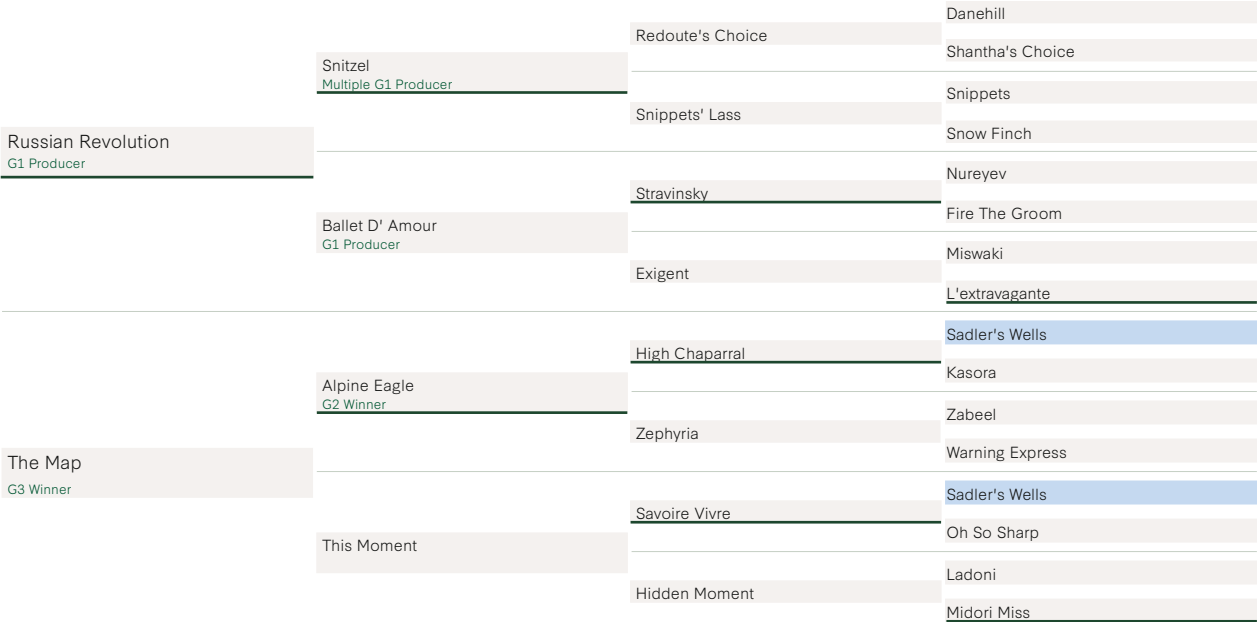 Danehill
Redoute's Choice
Shantha's Choice
Snitzel
Multiple G1 Producer
Snippets
Snippets' Lass
Snow Finch
Russian Revolution
G1 Producer
Nureyev
Stravinsky
Fire The Groom
Ballet D' Amour
G1 Producer
Miswaki
Exigent
L'extravagante
Sadler's Wells
High Chaparral
Kasora
Alpine Eagle
G2 Winner
Zabeel
Zephyria
Warning Express
The Map
G3 Winner
Sadler's Wells
Savoire Vivre
Oh So Sharp
This Moment
Ladoni
Hidden Moment
Midori Miss